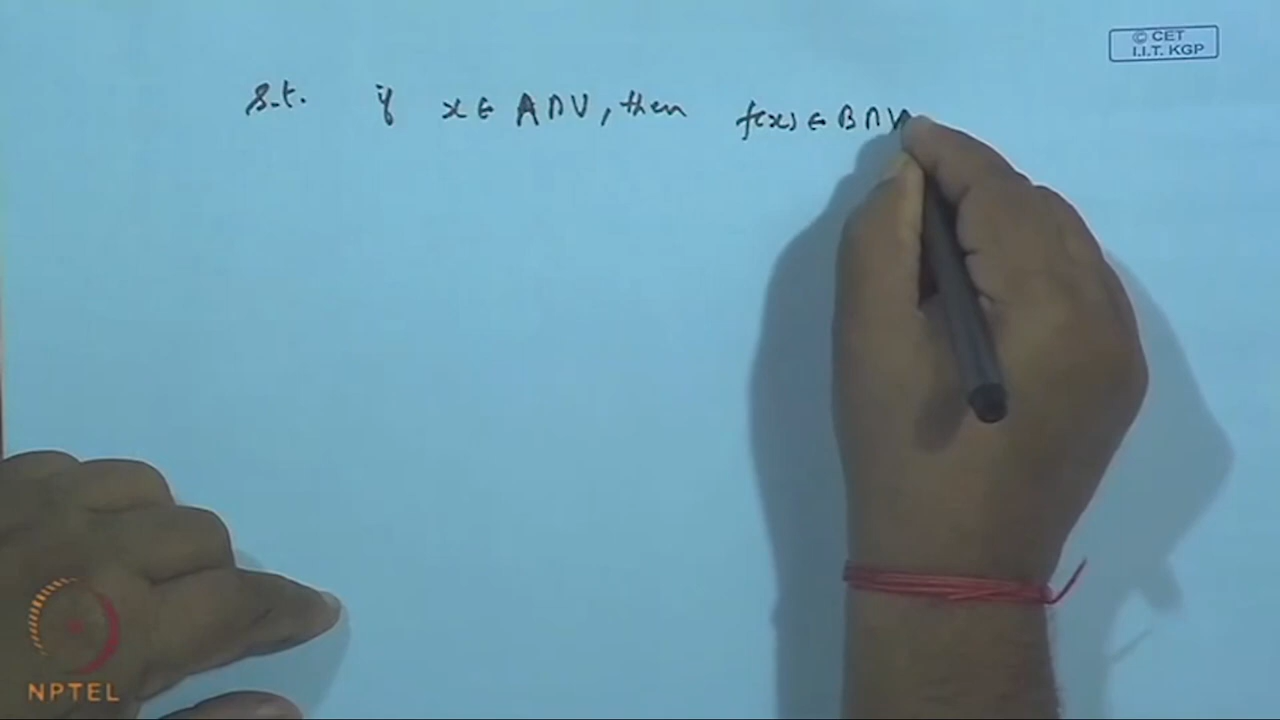 © CET
I.I.T. KGP
s.t. if x ∈ A ∩ U, then f(x) ∈ B ∩ V
NPTEL